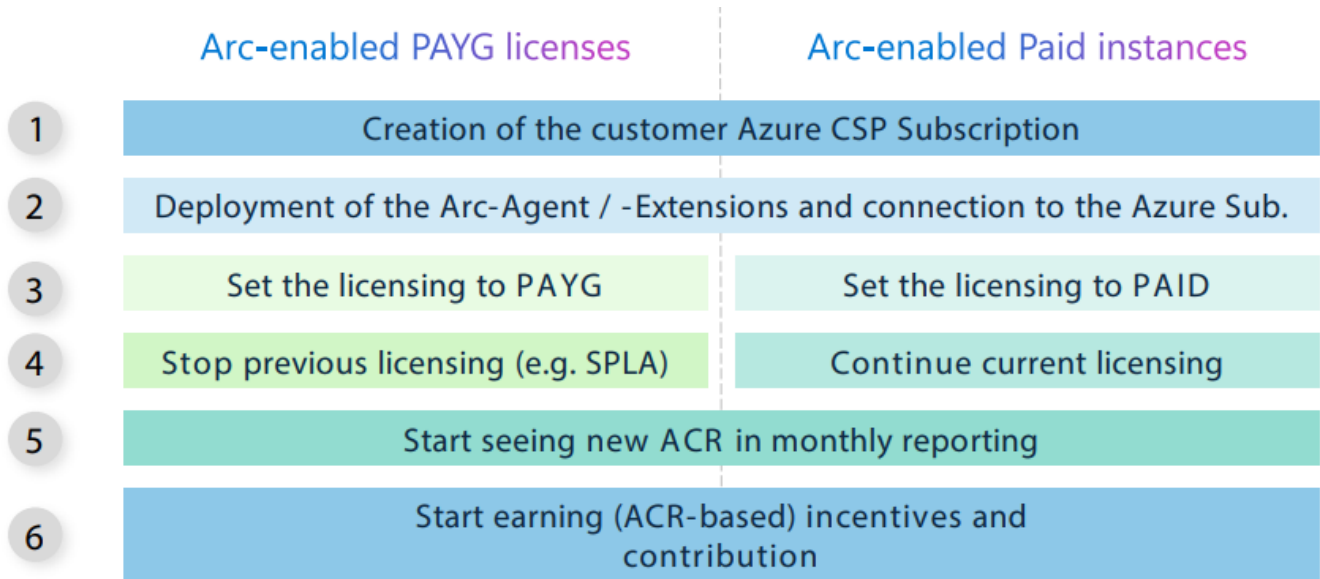 Arc-enabled PAYG licenses
Arc-enabled Paid instances
1
Creation of the customer Azure CSP Subscription
2
Deployment of the Arc-Agent / -Extensions and connection to the Azure Sub.
3
Set the licensing to PAYG
Set the licensing to PAID
4
Stop previous licensing (e.g. SPLA)
Continue current licensing
5
Start seeing new ACR in monthly reporting
6
Start earning (ACR-based) incentives and
contribution